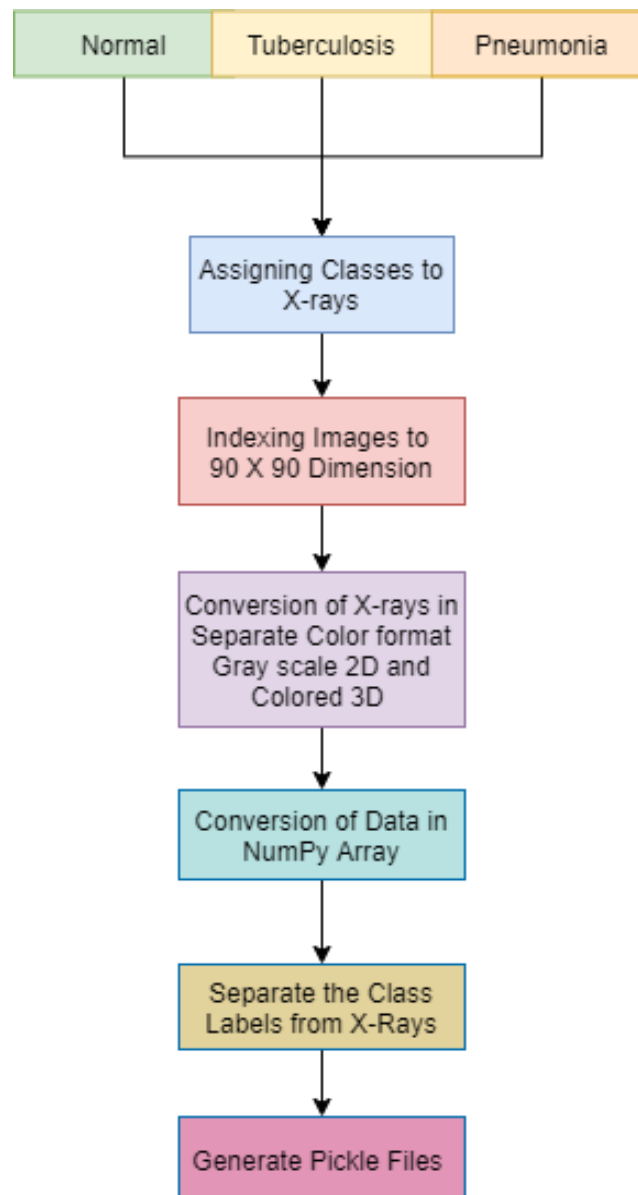 Normal
Tuberculosis
Pneumonia
Assigning Classes to
X-rays
Indexing Images to
90 X 90 Dimension
Conversion of X-rays in
Separate Color format
Gray scale 2D and
Colored 3D
Conversion of Data in
NumPy Array
Separate the Class
Labels from X-Rays
Generate Pickle Files